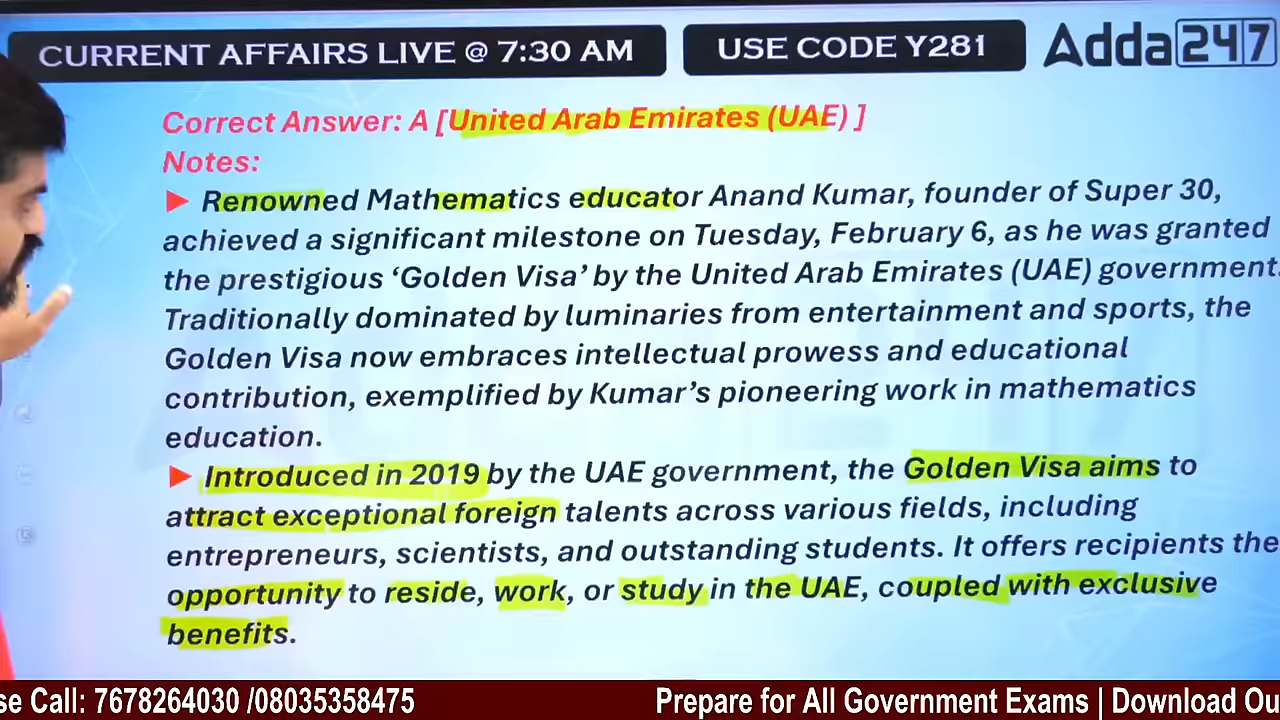 CURRENT AFFAIRS LIVE @ 7:30 AM
USE CODE Y281
Adda247
Correct Answer: A [United Arab Emirates (UAE) ]
Notes:
▶ Renowned Mathematics educator Anand Kumar, founder of Super 30,
achieved a significant milestone on Tuesday, February 6, as he was granted
the prestigious ‘Golden Visa’ by the United Arab Emirates (UAE) government.
Traditionally dominated by luminaries from entertainment and sports, the
Golden Visa now embraces intellectual prowess and educational
contribution, exemplified by Kumar’s pioneering work in mathematics
education.
▶ Introduced in 2019 by the UAE government, the Golden Visa aims to
attract exceptional foreign talents across various fields, including
entrepreneurs, scientists, and outstanding students. It offers recipients the
opportunity to reside, work, or study in the UAE, coupled with exclusive
benefits.
se Call: 7678264030 /08035358475 Prepare for All Government Exams | Download Ou